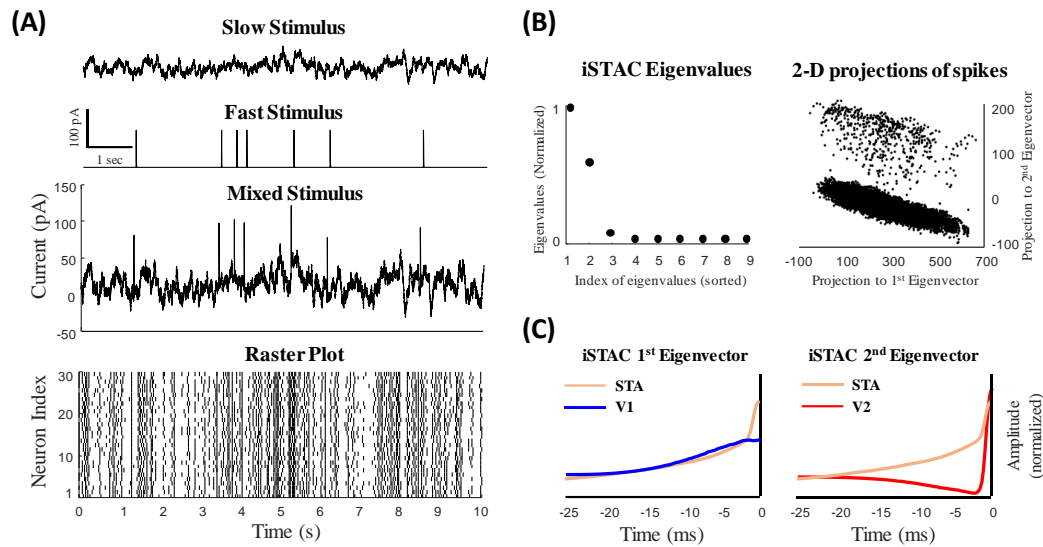 (A)
Slow Stimulus
100 pA
1 sec
Fast Stimulus
Mixed Stimulus
Current (pA)
150
100
50
0
-50
Raster Plot
Neuron Index
30
20
10
1
0 1 2 3 4 5 6 7 8 9 10
Time (s)
(B)
iSTAC Eigenvalues
Eigenvalues (Normalized)
1
0
1 2 3 4 5 6 7 8 9
Index of eigenvalues (sorted)
2-D projections of spikes
200
100
0
-100
Projection to 2nd Eigenvector
-100 100 300 500 700
Projection to 1st Eigenvector
(C)
iSTAC 1st Eigenvector
STA
V1
-25 -20 -15 -10 -5 0
Time (ms)
iSTAC 2nd Eigenvector
STA
V2
-25 -20 -15 -10 -5 0
Time (ms)
Amplitude
(normalized)